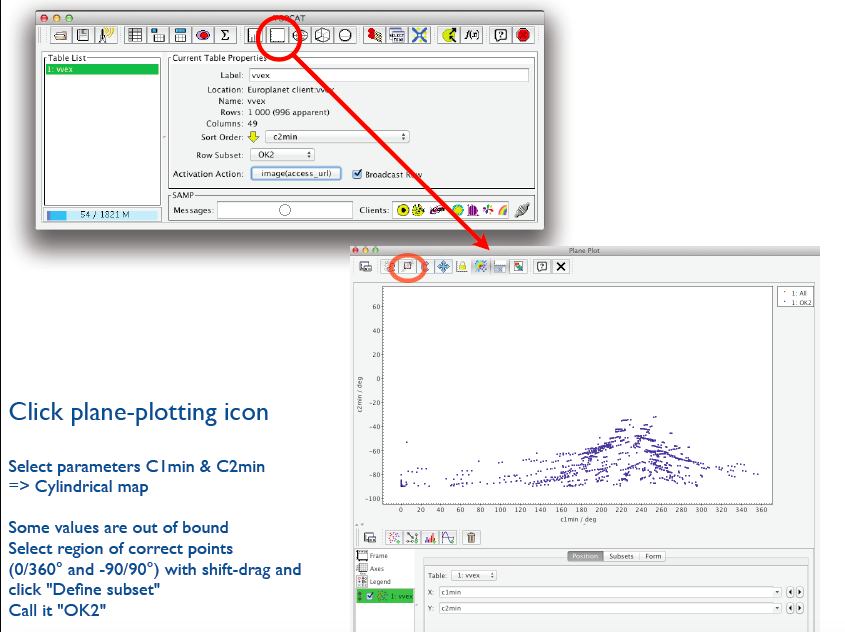 TOPCAT
Table List
1: vvex
54 / 1821 M
Current Table Properties
Label: vvex
Location: Europlanet client:vvex
Name: vvex
Rows: 1 000 (996 apparent)
Columns: 49
Sort Order: c2min
Row Subset: OK2
Activation Action: image(access_url) Broadcast Row
SAMP
Messages: Clients:
Plane Plot
1: All
1: OK2
60
40
20
0
-20
-40
-60
-80
-100
c2min / deg
0 20 40 60 80 100 120 140 160 180 200 220 240 260 280 300 320 340 360
c1min / deg
Frame
Axes
Legend
1: vvex
Position Subsets Form
Table: 1: vvex
X: c1min
Y: c2min
Click plane-plotting icon
Select parameters C1min & C2min
=> Cylindrical map
Some values are out of bound
Select region of correct points
(0/360° and -90/90°) with shift-drag and
click "Define subset"
Call it "OK2"